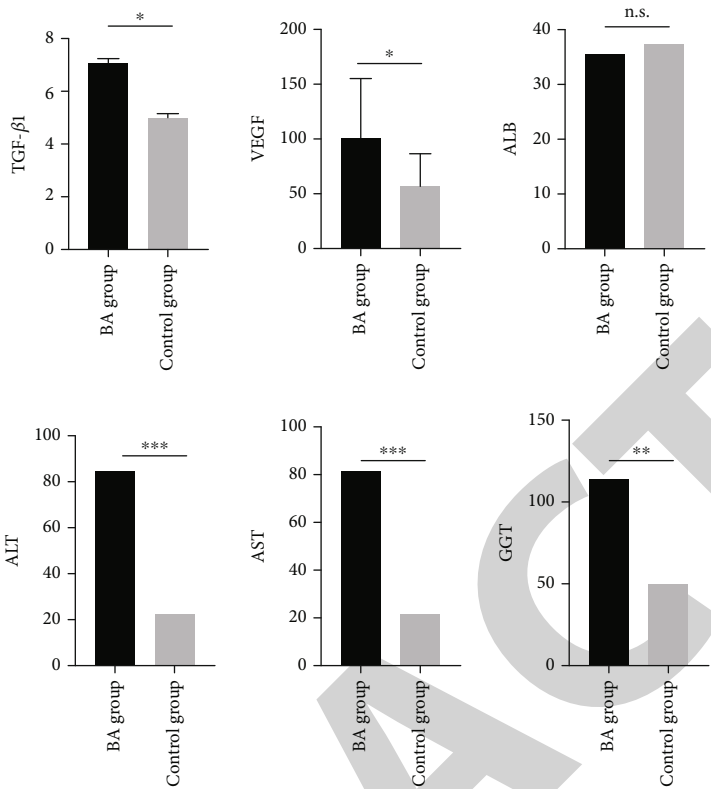 *
8
6
4
2
0
TGF-β1
BA group
Control group
*
200
150
100
50
0
VEGF
BA group
Control group
n.s.
40
30
20
10
0
ALB
BA group
Control group
***
100
80
60
40
20
0
ALT
BA group
Control group
***
100
80
60
40
20
0
AST
BA group
Control group
**
150
100
50
0
GGT
BA group
Control group
ACT